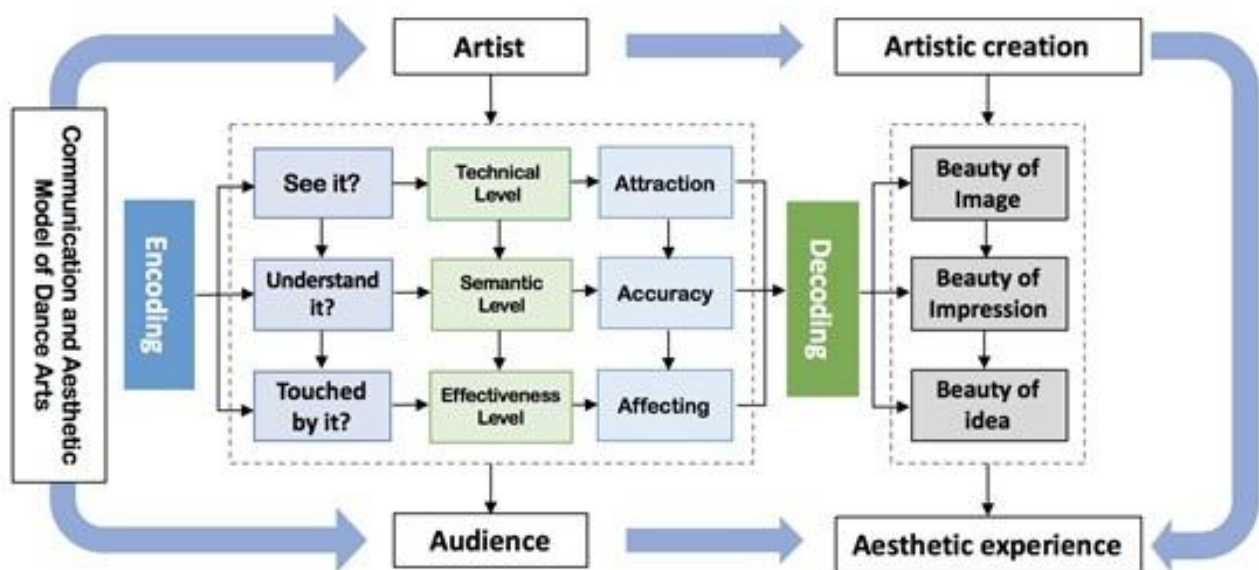 Artist
Artistic creation
Communication and Aesthetic
Model of Dance Arts
Encoding
See it?
Technical
Level
Attraction
Understand
it?
Semantic
Level
Accuracy
Touched
by it?
Effectiveness
Level
Affecting
Decoding
Beauty of
Image
Beauty of
Impression
Beauty of
idea
Audience
Aesthetic experience